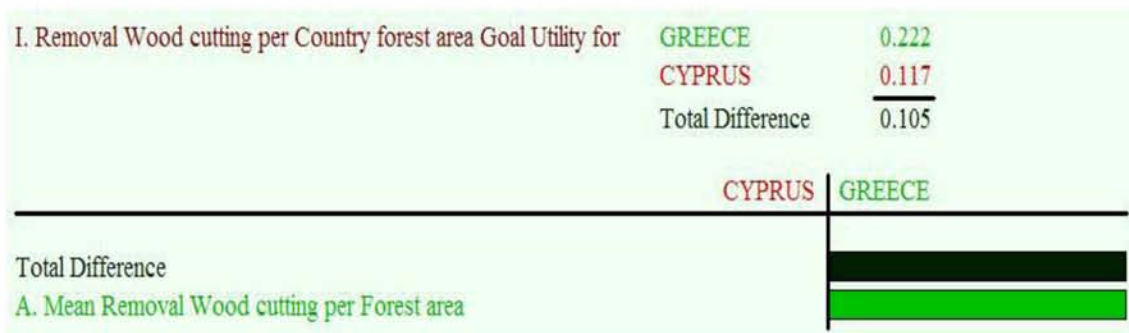 I. Removal Wood cutting per Country forest area Goal Utility for GREECE 0.222
CYPRUS 0.117
Total Difference 0.105
CYPRUS GREECE
Total Difference
A. Mean Removal Wood cutting per Forest area